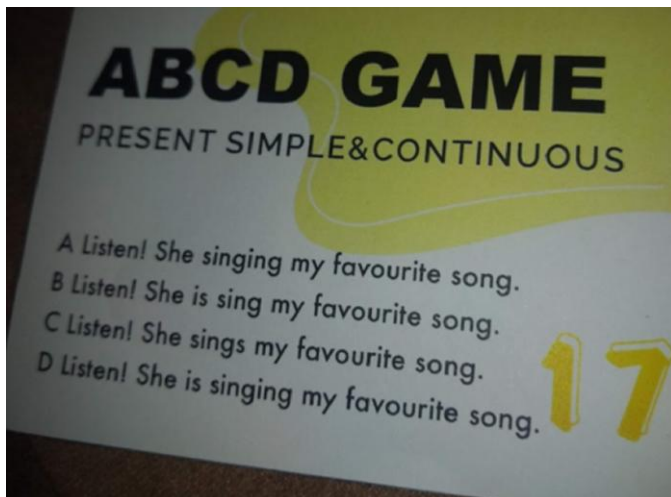 ABCD GAME
PRESENT SIMPLE&CONTINUOUS
A Listen! She singing my favourite song.
B Listen! She is sing my favourite song.
C Listen! She sings my favourite song.
D Listen! She is singing my favourite song.
17